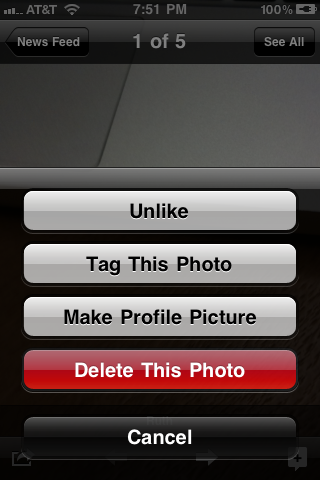 AT&T 7:51 PM 100%
News Feed 1 of 5 See All
Unlike
Tag This Photo
Make Profile Picture
Delete This Photo
Cancel